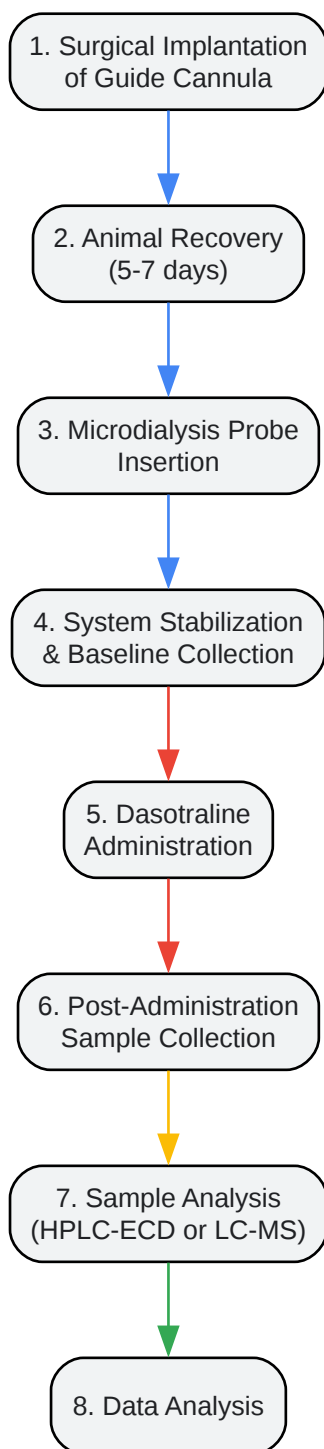 1. Surgical Implantation
of Guide Cannula
2. Animal Recovery
(5-7 days)
3. Microdialysis Probe
Insertion
4. System Stabilization
& Baseline Collection
5. Dasotraline
Administration
6. Post-Administration
Sample Collection
7. Sample Analysis
(HPLC-ECD or LC-MS)
8. Data Analysis